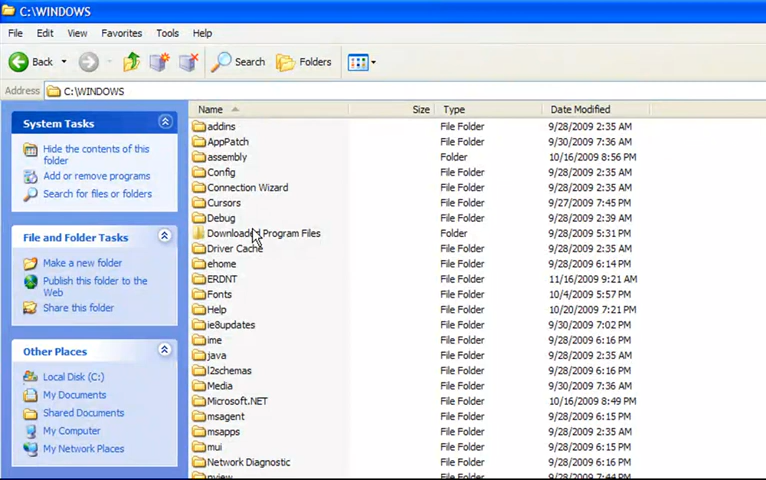 C:\WINDOWS
File Edit View Favorites Tools Help
Back Search Folders
Address C:\WINDOWS
System Tasks
Hide the contents of this
folder
Add or remove programs
Search for files or folders
File and Folder Tasks
Make a new folder
Publish this folder to the
Web
Share this folder
Other Places
Local Disk (C:)
My Documents
Shared Documents
My Computer
My Network Places
Name Size Type Date Modified
addins File Folder 9/28/2009 2:35 AM
AppPatch File Folder 9/30/2009 7:36 AM
assembly Folder 10/16/2009 8:56 PM
Config File Folder 9/28/2009 2:35 AM
Connection Wizard File Folder 9/28/2009 2:35 AM
Cursors File Folder 9/27/2009 7:45 PM
Debug File Folder 9/28/2009 2:39 AM
Downloaded Program Files Folder 9/28/2009 5:31 PM
Driver Cache File Folder 9/28/2009 2:35 AM
ehome File Folder 9/28/2009 6:14 PM
ERDNT File Folder 11/16/2009 9:21 AM
Fonts File Folder 10/4/2009 5:57 PM
Help File Folder 10/20/2009 7:21 PM
ie8updates File Folder 9/30/2009 7:02 PM
ime File Folder 9/28/2009 6:16 PM
java File Folder 9/28/2009 2:35 AM
l2schemas File Folder 9/28/2009 6:16 PM
Media File Folder 9/30/2009 7:36 AM
Microsoft.NET File Folder 10/16/2009 8:49 PM
msagent File Folder 9/28/2009 6:15 PM
msapps File Folder 9/28/2009 2:35 AM
mui File Folder 9/28/2009 6:15 PM
Network Diagnostic File Folder 9/28/2009 6:16 PM
nview File Folder 9/28/2009 7:44 PM